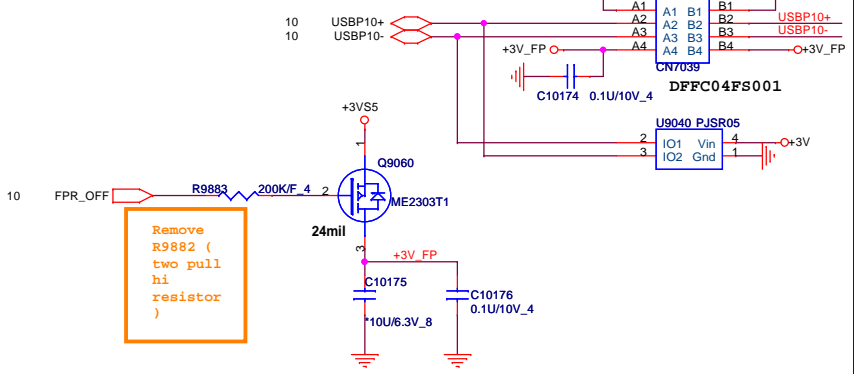 A1 A1 B1 B1
10 USBP10+ A2 A2 B2 B2 USBP10+
10 USBP10- A3 A3 B3 B3 USBP10-
+3V_FP A4 A4 B4 B4 +3V_FP
CN7039
DFFC04FS001
C10174 0.1U/10V_4
+3VS5
U9040 PJSR05
1
2 IO1 Vin 4 +3V
3 IO2 Gnd 1
Q9060
10 FPR_OFF R9883 200K/F_4 2
ME2303T1
24mil
3
+3V_FP
Remove
R9882 (
two pull
hi
resistor
)
C10175
C10176
0.1U/10V_4
*10U/6.3V_8